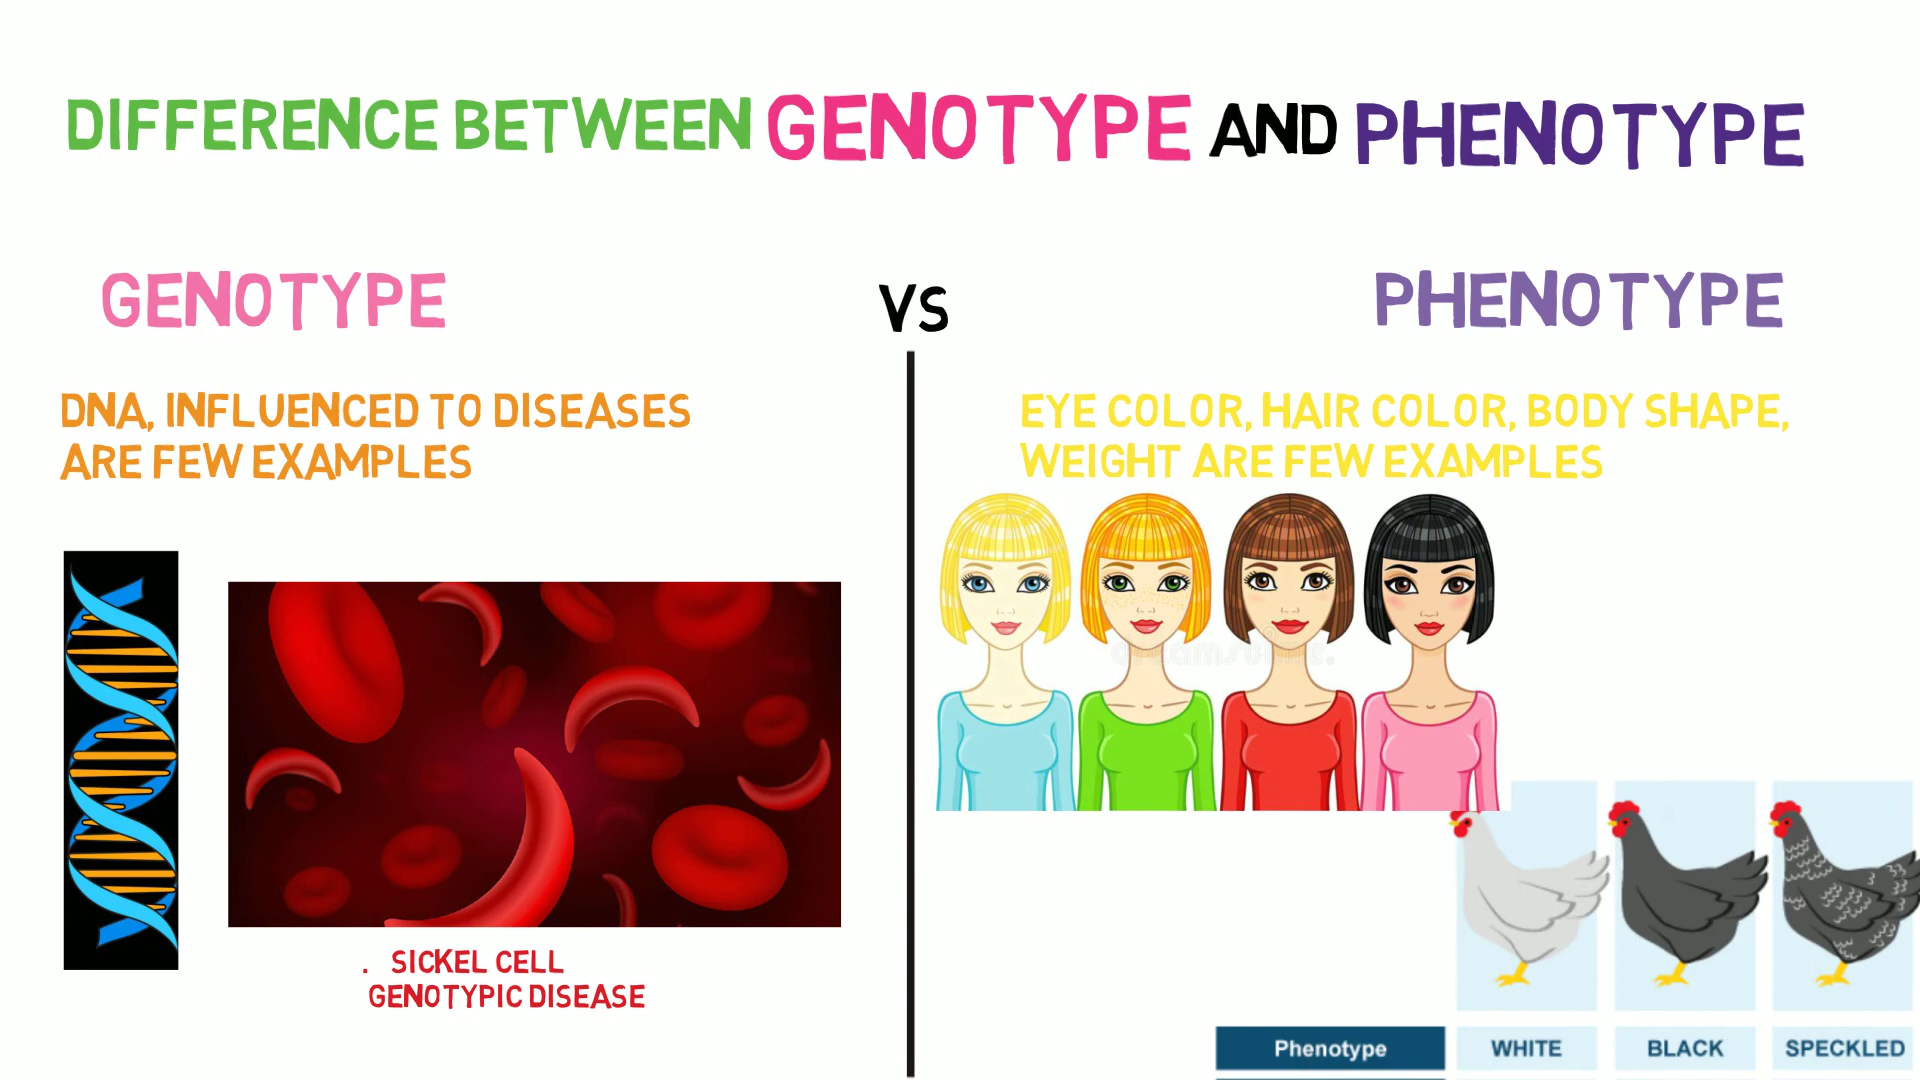 DIFFERENCE BETWEEN GENOTYPE AND PHENOTYPE
GENOTYPE
VS
PHENOTYPE
DNA, INFLUENCED TO DISEASES
ARE FEW EXAMPLES
EYE COLOR, HAIR COLOR, BODY SHAPE,
WEIGHT ARE FEW EXAMPLES
dreamstime.
. SICKEL CELL
GENOTYPIC DISEASE
Phenotype WHITE BLACK SPECKLED